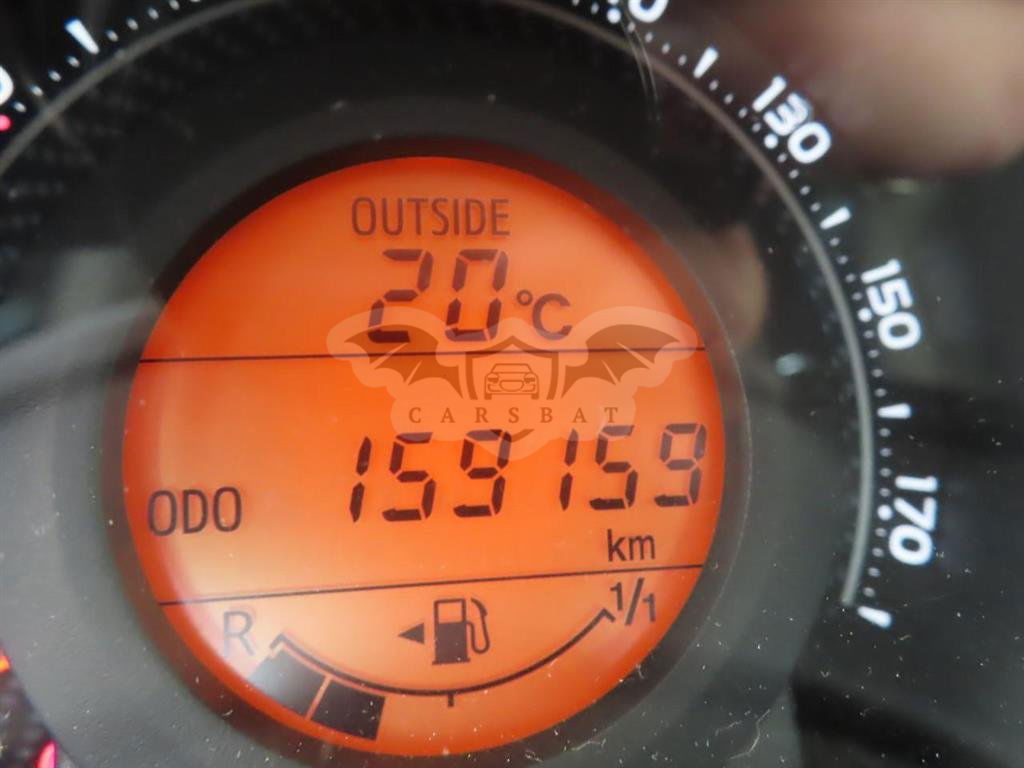 130
150
170
OUTSIDE
20°C
CARSBAT
ODO 159159
km
R 1/1